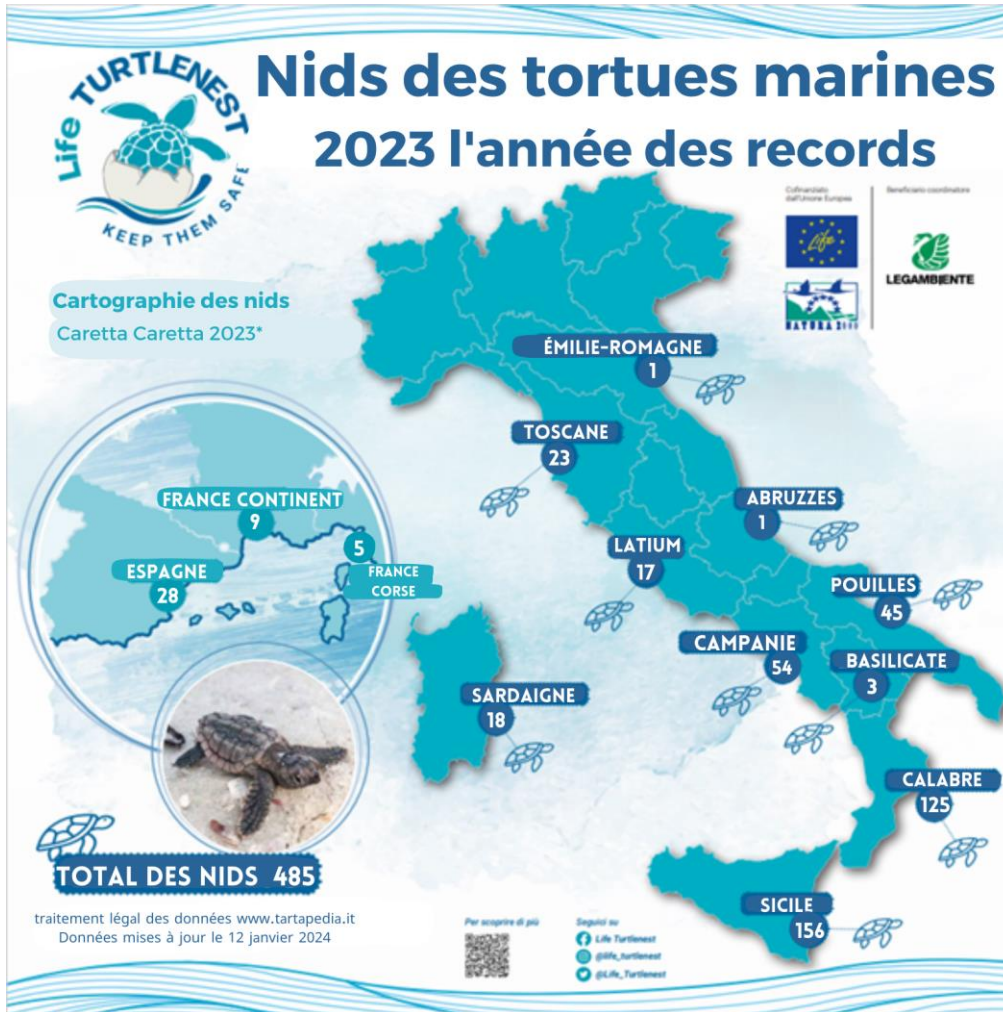 Life TURTLENEST
KEEP THEM SAFE
Nids des tortues marines
2023 l'année des records
Cofinanziato
dall'Unione Europea
Beneficiario coordinatore
Life
NATURA 2000
LEGAMBIENTE
Cartographie des nids
Caretta Caretta 2023*
ÉMILIE-ROMAGNE
1
TOSCANE
23
ABRUZZES
1
LATIUM
17
POUILLES
45
CAMPANIE
54
BASILICATE
3
SARDAIGNE
18
CALABRE
125
SICILE
156
FRANCE CONTINENT
9
5
FRANCE
CORSE
ESPAGNE
28
TOTAL DES NIDS 485
traitement légal des données www.tartapedia.it
Données mises à jour le 12 janvier 2024
Per scoprire di più
Seguici su
Life Turtlenest
@life_turtlenest
@Life_Turtlenest